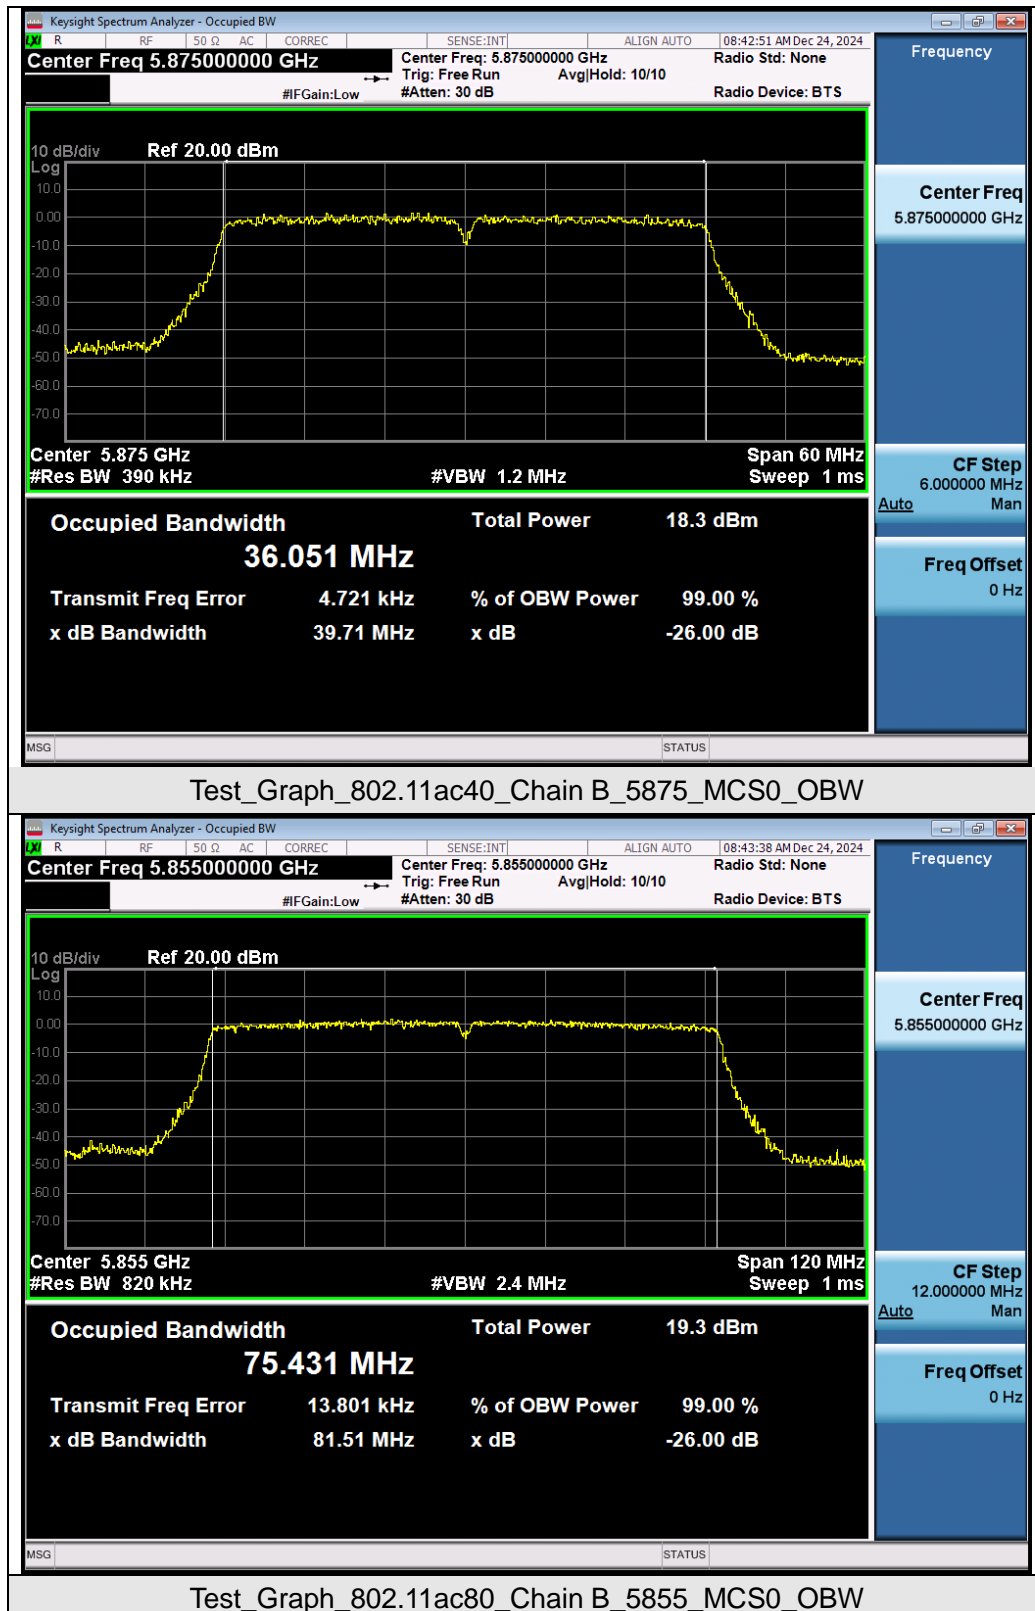 Keysight Spectrum Analyzer - Occupied BW
LXI R RF 50 Ω AC CORREC SENSE:INT ALIGN AUTO 08:42:51 AM Dec 24, 2024
Center Freq 5.875000000 GHz
Center Freq: 5.875000000 GHz
Radio Std: None
Trig: Free Run Avg|Hold: 10/10
#IFGain:Low
#Atten: 30 dB
Radio Device: BTS
Frequency
10 dB/div Ref 20.00 dBm
Log
10.0
0.00
-10.0
-20.0
-30.0
-40.0
-50.0
-60.0
-70.0
Center Freq
5.875000000 GHz
Center 5.875 GHz Span 60 MHz
#Res BW 390 kHz #VBW 1.2 MHz Sweep 1 ms
CF Step
6.000000 MHz
Auto Man
Freq Offset
0 Hz
Occupied Bandwidth Total Power 18.3 dBm
36.051 MHz
Transmit Freq Error 4.721 kHz % of OBW Power 99.00 %
x dB Bandwidth 39.71 MHz x dB -26.00 dB
MSG STATUS
Test_Graph_802.11ac40_Chain B_5875_MCS0_OBW
Keysight Spectrum Analyzer - Occupied BW
LXI R RF 50 Ω AC CORREC SENSE:INT ALIGN AUTO 08:43:38 AM Dec 24, 2024
Center Freq 5.855000000 GHz
Center Freq: 5.855000000 GHz
Radio Std: None
Trig: Free Run Avg|Hold: 10/10
#IFGain:Low
#Atten: 30 dB
Radio Device: BTS
Frequency
10 dB/div Ref 20.00 dBm
Log
10.0
0.00
-10.0
-20.0
-30.0
-40.0
-50.0
-60.0
-70.0
Center Freq
5.855000000 GHz
Center 5.855 GHz Span 120 MHz
#Res BW 820 kHz #VBW 2.4 MHz Sweep 1 ms
CF Step
12.000000 MHz
Auto Man
Freq Offset
0 Hz
Occupied Bandwidth Total Power 19.3 dBm
75.431 MHz
Transmit Freq Error 13.801 kHz % of OBW Power 99.00 %
x dB Bandwidth 81.51 MHz x dB -26.00 dB
MSG STATUS
Test_Graph_802.11ac80_Chain B_5855_MCS0_OBW